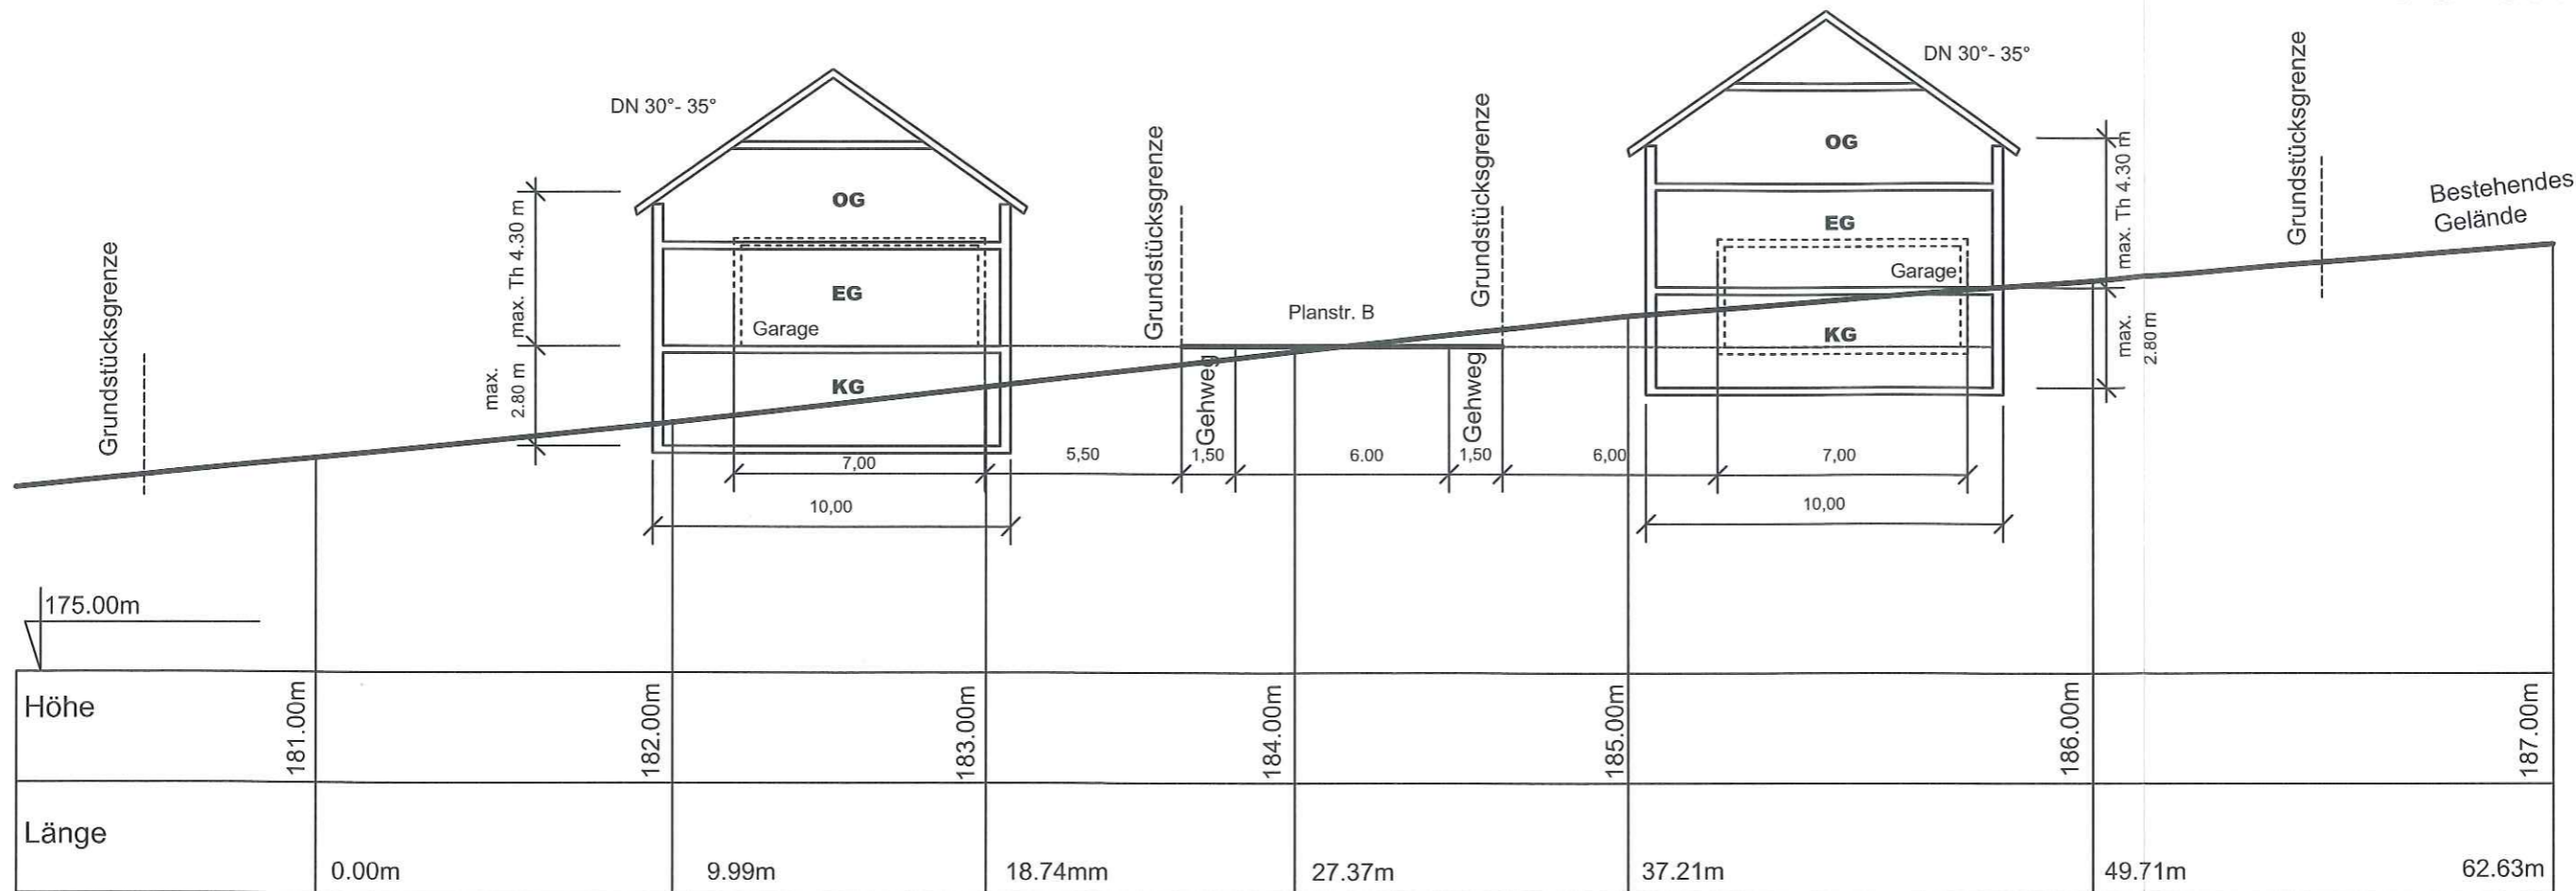 DN 30°- 35°
DN 30°- 35°
Grundstücksgrenze
max. Th 4.30 m
max.
2.80 m
OG
EG
Garage
KG
Grundstücksgrenze
Gehweg
Planstr. B
Grundstücksgrenze
Gehweg
OG
EG
Garage
KG
max. Th 4.30 m
max.
2.80 m
Grundstücksgrenze
Bestehendes
Gelände
7,00
5,50
1,50
6.00
1,50
6,00
7,00
10,00
10,00
175.00m
Höhe
181.00m
182.00m
183.00m
184.00m
185.00m
186.00m
187.00m
Länge
0.00m
9.99m
18.74mm
27.37m
37.21m
49.71m
62.63m